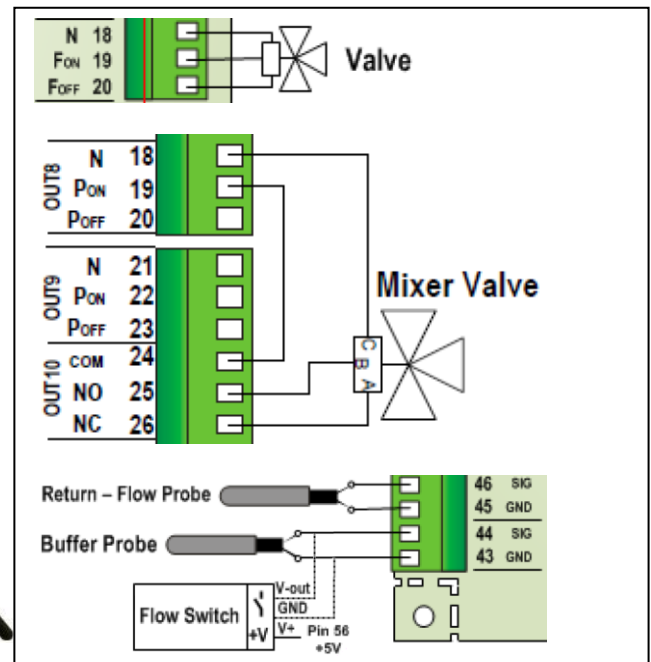 N 18
FON 19
FOFF 20
Valve
OUT8
N 18
PON 19
POFF 20
OUT9
N 21
PON 22
POFF 23
OUT10
COM 24
NO 25
NC 26
Mixer Valve
C
B
A
Return – Flow Probe
46 SIG
45 GND
Buffer Probe
44 SIG
43 GND
Flow Switch
V-out
GND
+V
V+ Pin 56
+5V